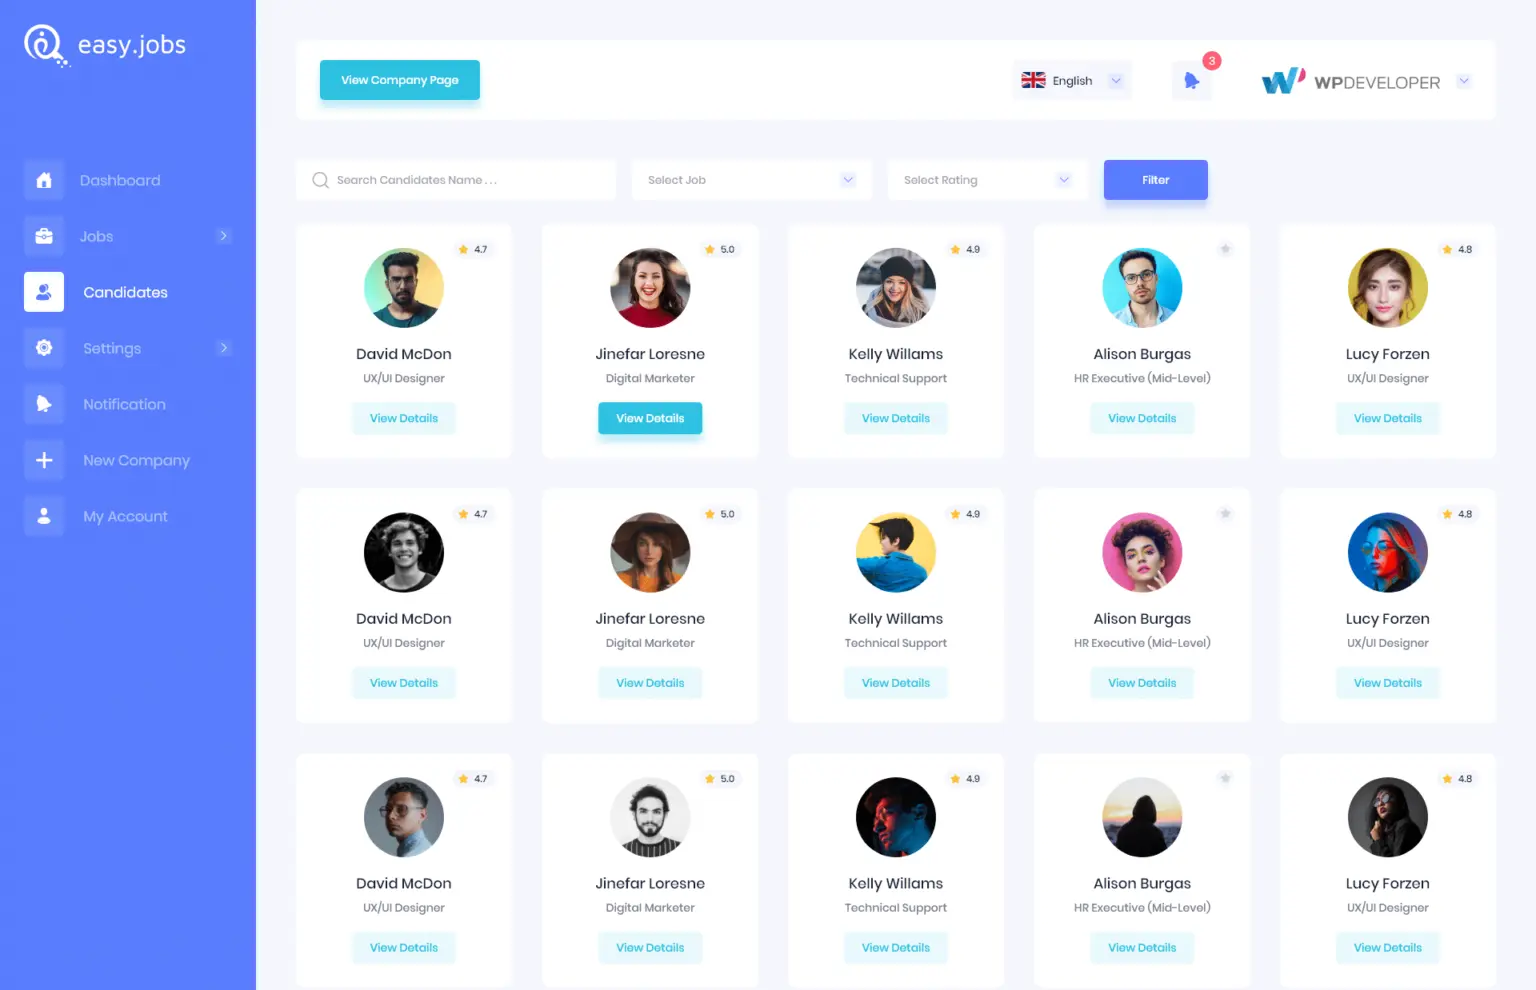 easy.jobs
Dashboard
Jobs
Candidates
Settings
Notification
New Company
My Account
View Company Page
English
3
WPDEVELOPER
Search Candidates Name . . .
Select Job
Select Rating
Filter
4.7
David McDon
UX/UI Designer
View Details
5.0
Jinefar Loresne
Digital Marketer
View Details
4.9
Kelly Willams
Technical Support
View Details
Alison Burgas
HR Executive (Mid-Level)
View Details
4.8
Lucy Forzen
UX/UI Designer
View Details
4.7
David McDon
UX/UI Designer
View Details
5.0
Jinefar Loresne
Digital Marketer
View Details
4.9
Kelly Willams
Technical Support
View Details
Alison Burgas
HR Executive (Mid-Level)
View Details
4.8
Lucy Forzen
UX/UI Designer
View Details
4.7
David McDon
UX/UI Designer
View Details
5.0
Jinefar Loresne
Digital Marketer
View Details
4.9
Kelly Willams
Technical Support
View Details
Alison Burgas
HR Executive (Mid-Level)
View Details
4.8
Lucy Forzen
UX/UI Designer
View Details